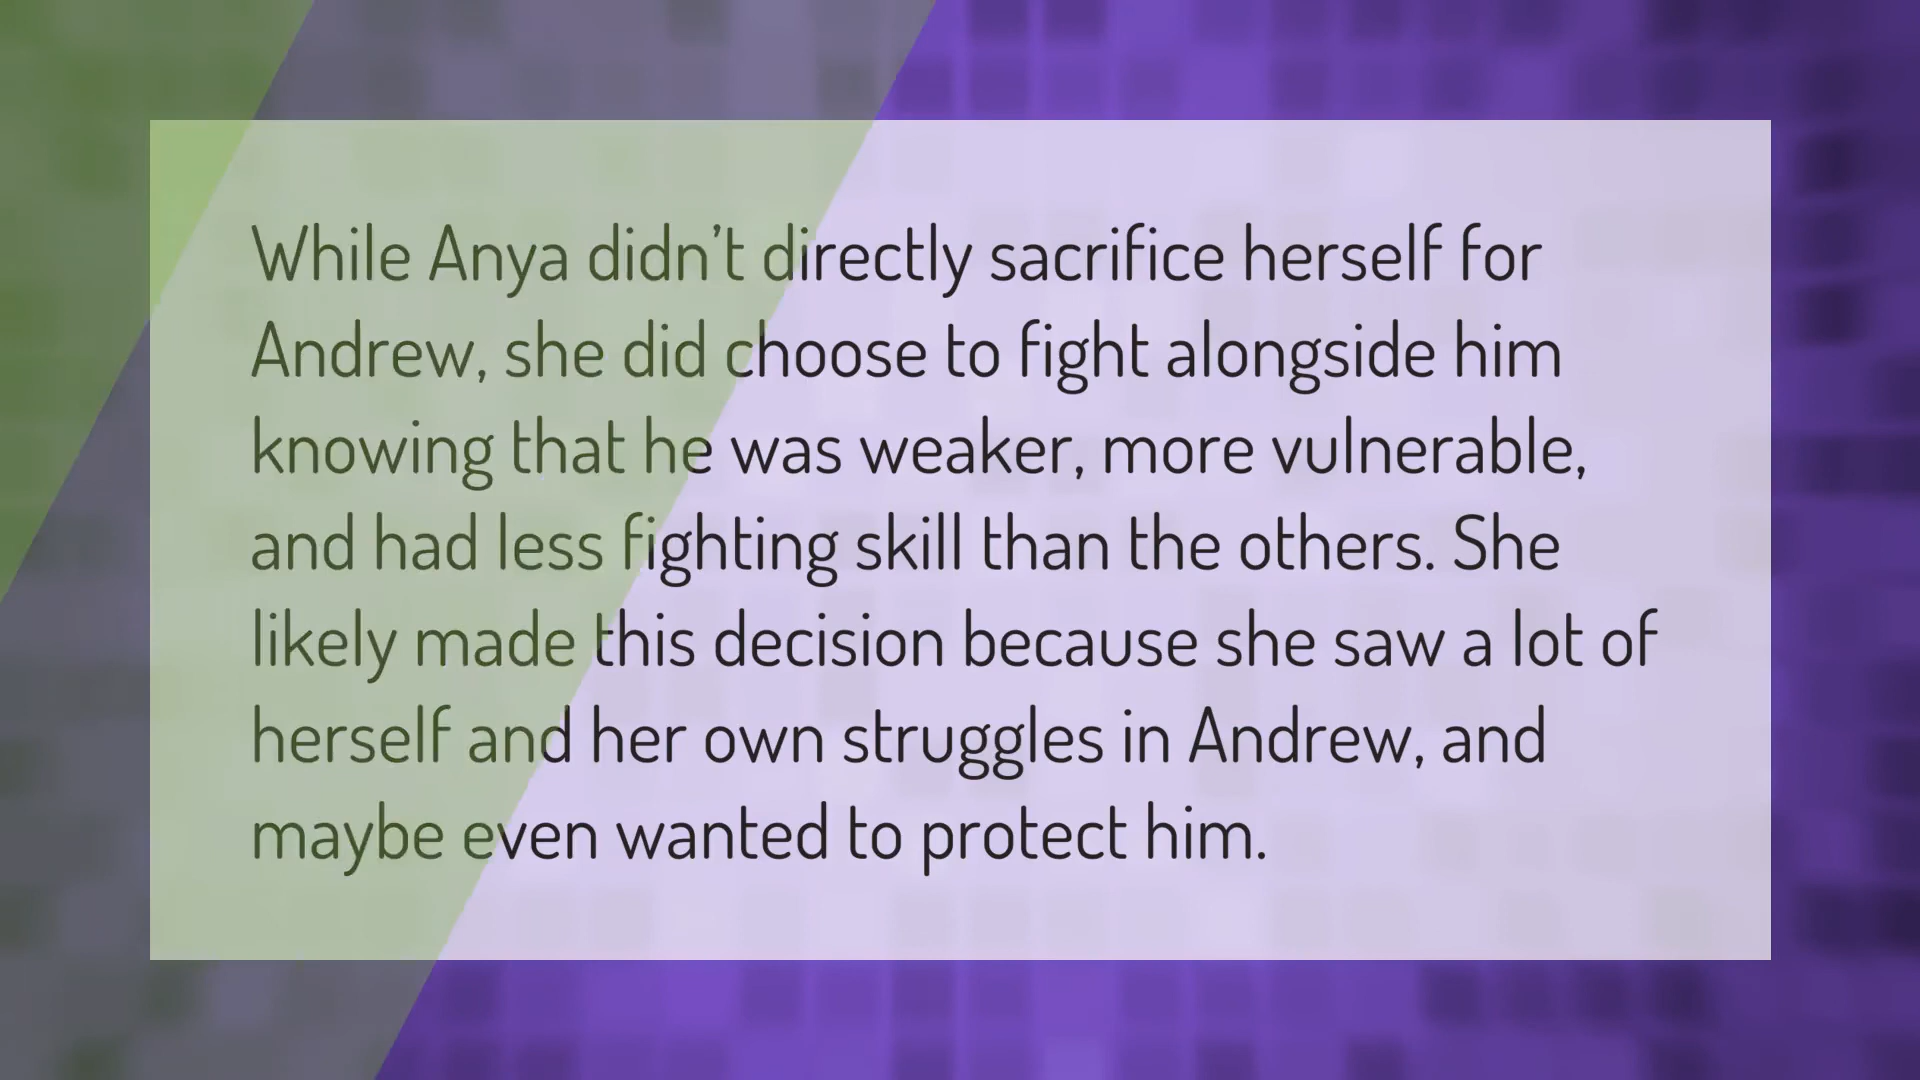 While Anya didn’t directly sacrifice herself for
Andrew, she did choose to fight alongside him
knowing that he was weaker, more vulnerable,
and had less fighting skill than the others. She
likely made this decision because she saw a lot of
herself and her own struggles in Andrew, and
maybe even wanted to protect him.